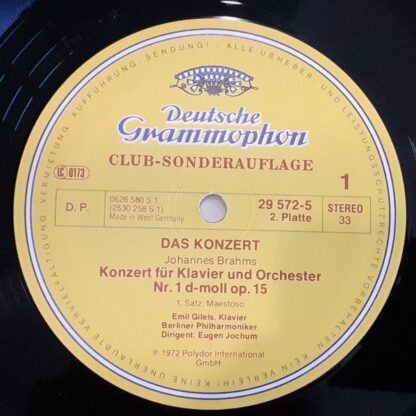 KEIN VERLEIH! KEINE UNERLAUBTE VERVIELFÄLTIGUNG, VERMIETUNG, AUFFÜHRUNG, SENDUNG! · ALLE URHEBER- UND LEISTUNGSSCHUTZRECHTE VORBEHALTEN
Deutsche
Grammophon
CLUB-SONDERAUFLAGE
1
LC 0173
D. P.
0626 580 S 1
(2530 258 S 1)
Made in West Germany
29 572-5
2. Platte
STEREO
33
DAS KONZERT
Johannes Brahms
Konzert für Klavier und Orchester
Nr. 1 d-moll op. 15
1. Satz: Maestoso
Emil Gilels, Klavier
Berliner Philharmoniker
Dirigent: Eugen Jochum
℗ 1972 Polydor International
GmbH